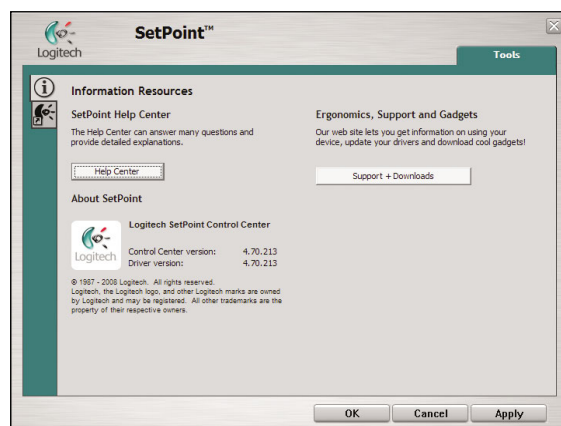 Logitech
SetPoint™
Tools
Information Resources
SetPoint Help Center
The Help Center can answer many questions and
provide detailed explanations.
Help Center
Ergonomics, Support and Gadgets
Our web site lets you get information on using your
device, update your drivers and download cool gadgets!
Support + Downloads
About SetPoint
Logitech
Logitech SetPoint Control Center
Control Center version: 4.70.213
Driver version: 4.70.213
© 1987 - 2008 Logitech. All rights reserved.
Logitech, the Logitech logo, and other Logitech marks are owned
by Logitech and may be registered. All other trademarks are the
property of their respective owners.
OK Cancel Apply